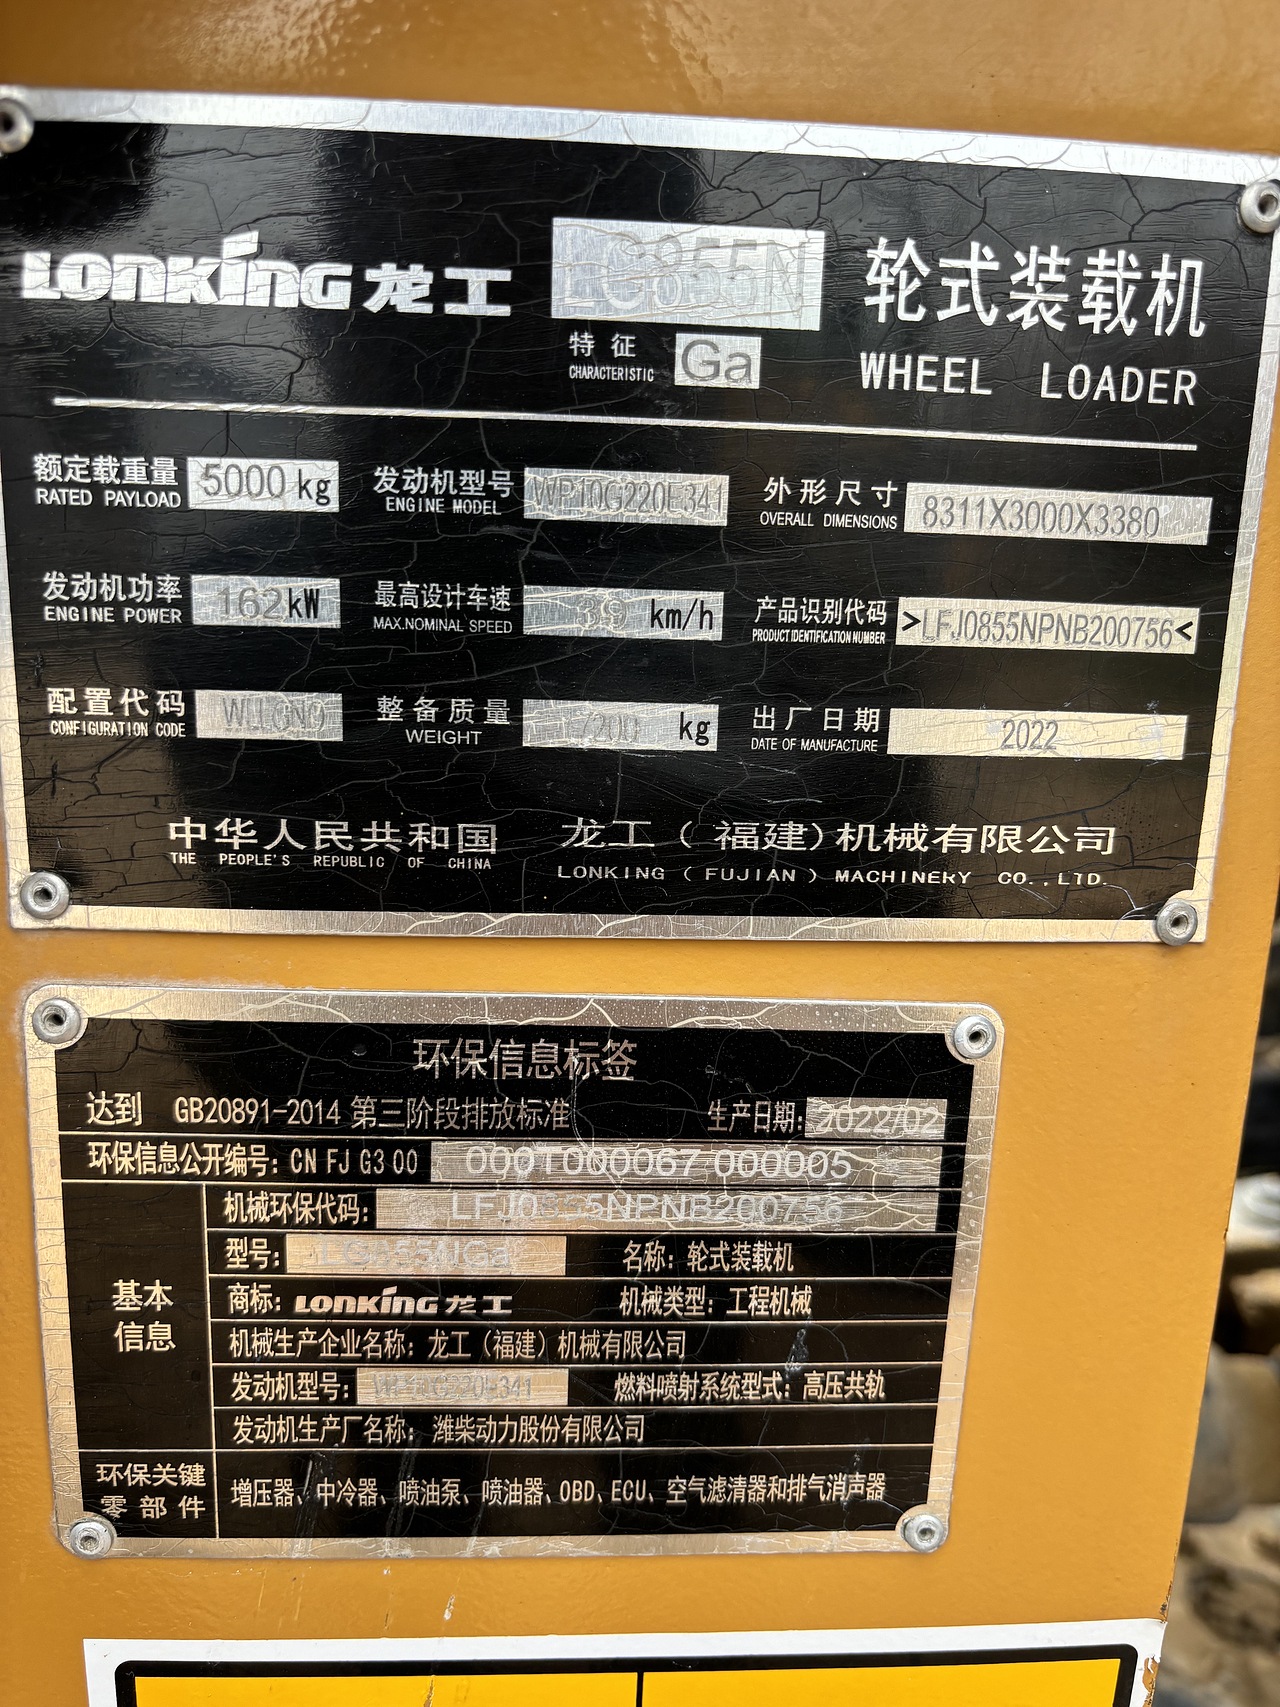 LONKING 龙工 LG855N 轮式装载机
特征 CHARACTERISTIC Ga WHEEL LOADER
额定载重量 RATED PAYLOAD 5000 kg 发动机型号 ENGINE MODEL WP10G220E341 外形尺寸 OVERALL DIMENSIONS 8311X3000X3380
发动机功率 ENGINE POWER 162kW 最高设计车速 MAX.NOMINAL SPEED 39 km/h 产品识别代码 PRODUCT IDENTIFICATION NUMBER >LFJ0855NPNB200756<
配置代码 CONFIGURATION CODE 整备质量 WEIGHT kg 出厂日期 DATE OF MANUFACTURE 2022
中华人民共和国 龙工（福建）机械有限公司
THE PEOPLE'S REPUBLIC OF CHINA LONKING (FUJIAN) MACHINERY CO.,LTD.
环保信息标签
达到 GB20891-2014 第三阶段排放标准 生产日期: 2022/02
环保信息公开编号: CN FJ G3 00 0001000067 000005
基本信息
机械环保代码: LFJ0855NPNB200756
型号: 名称: 轮式装载机
商标: LONKING 龙工 机械类型: 工程机械
机械生产企业名称: 龙工（福建）机械有限公司
发动机型号: WP10G220E341 燃料喷射系统型式: 高压共轨
发动机生产厂名称: 潍柴动力股份有限公司
环保关键零部件 增压器、中冷器、喷油泵、喷油器、OBD、ECU、空气滤清器和排气消声器